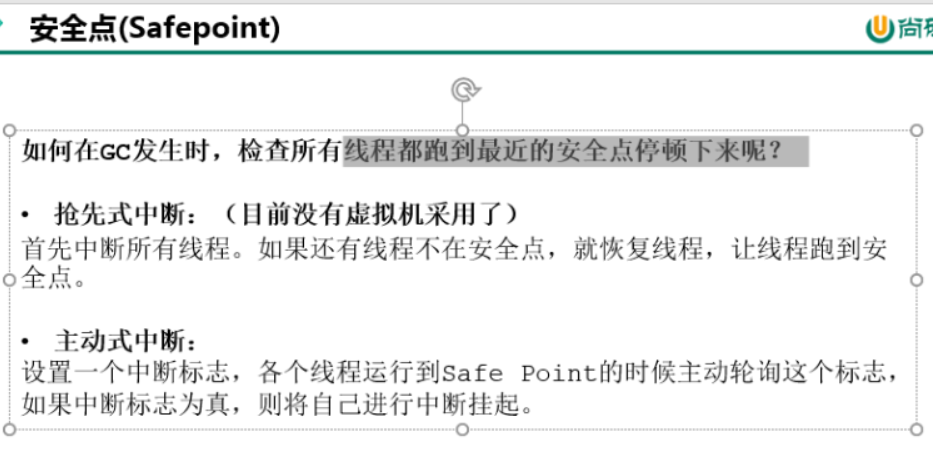 安全点(Safepoint)
尚
如何在GC发生时，检查所有线程都跑到最近的安全点停顿下来呢？
• 抢先式中断：（目前没有虚拟机采用了）
首先中断所有线程。如果还有线程不在安全点，就恢复线程，让线程跑到安
全点。
• 主动式中断：
设置一个中断标志，各个线程运行到Safe Point的时候主动轮询这个标志，
如果中断标志为真，则将自己进行中断挂起。